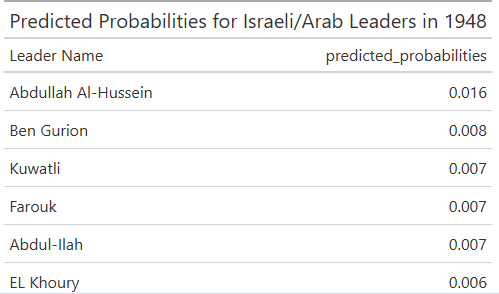 Predicted Probabilities for Israeli/Arab Leaders in 1948
Leader Name predicted_probabilities
Abdullah Al-Hussein 0.016
Ben Gurion 0.008
Kuwatli 0.007
Farouk 0.007
Abdul-Ilah 0.007
EL Khoury 0.006